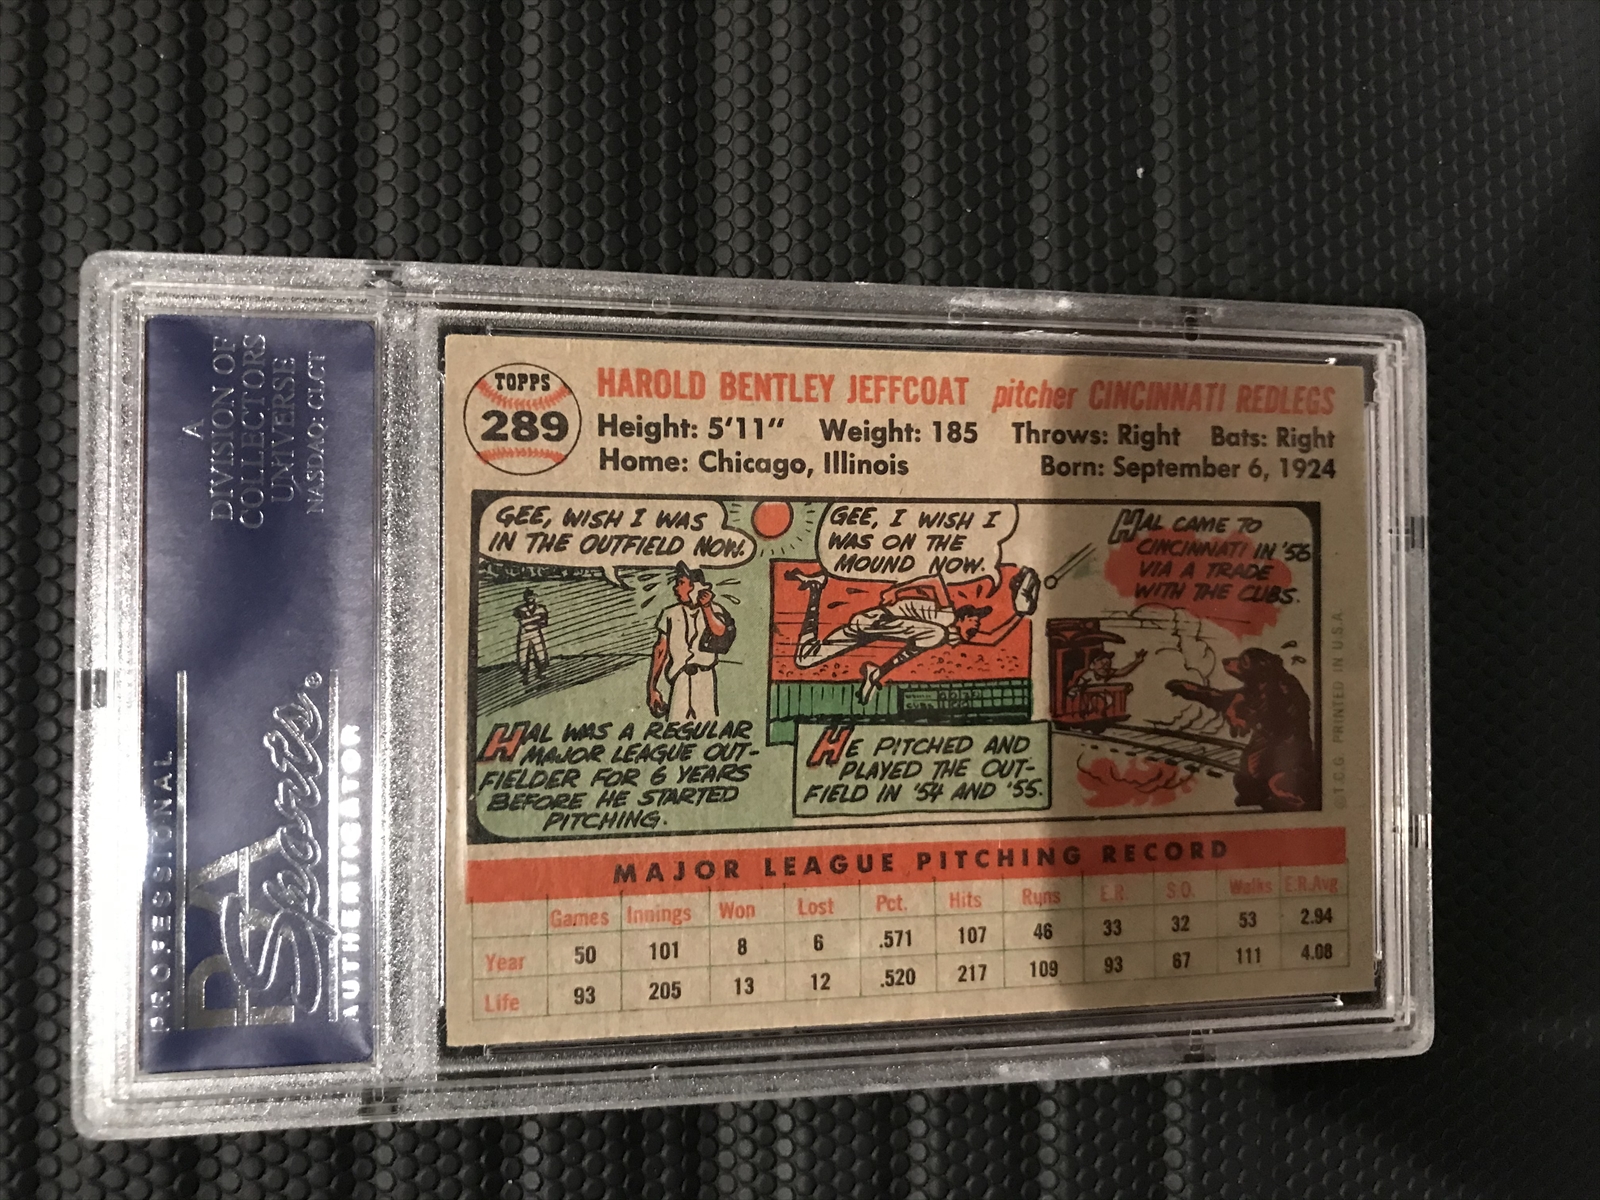 A
DIVISION OF
COLLECTORS
UNIVERSE
NASDAQ: CLCT
PROFESSIONAL
PSA
Sports®
AUTHENTICATOR
TOPPS
289
HAROLD BENTLEY JEFFCOAT pitcher CINCINNATI REDLEGS
Height: 5'11" Weight: 185 Throws: Right Bats: Right
Home: Chicago, Illinois Born: September 6, 1924
GEE, WISH I WAS
IN THE OUTFIELD NOW.
HAL WAS A REGULAR
MAJOR LEAGUE OUT-
FIELDER FOR 6 YEARS
BEFORE HE STARTED
PITCHING.
GEE, I WISH I
WAS ON THE
MOUND NOW.
HE PITCHED AND
PLAYED THE OUT-
FIELD IN '54 AND '55.
HAL CAME TO
CINCINNATI IN '56
VIA A TRADE
WITH THE CUBS.
© T.C.G. PRINTED IN U.S.A.
MAJOR LEAGUE PITCHING RECORD
Games Innings Won Lost Pct. Hits Runs E.R. S.O. Walks E.R.Avg
Year 50 101 8 6 .571 107 46 33 32 53 2.94
Life 93 205 13 12 .520 217 109 93 67 111 4.08